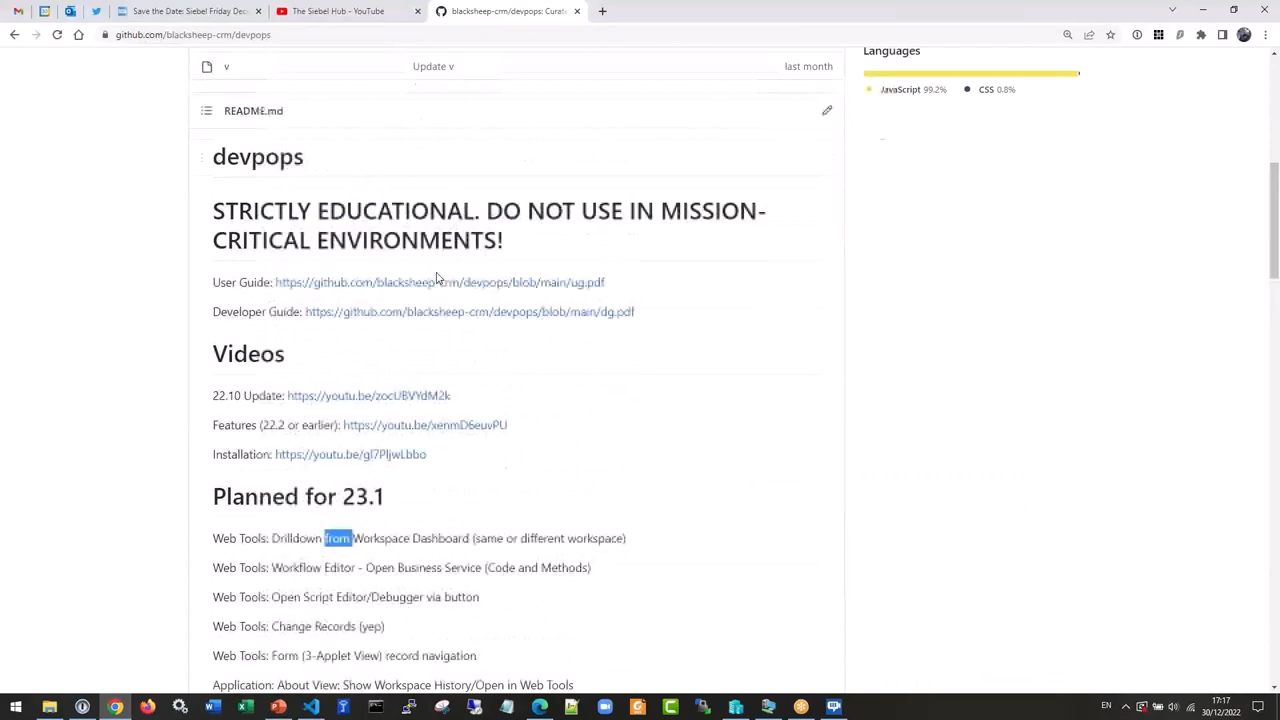 Save the Date: Siebel Friday Des
The Siebel Hub - YouTube
blacksheep-crm/devpops: Curate
github.com/blacksheep-crm/devpops
v
Update v
last month
Languages
JavaScript 99.2%
CSS 0.8%
README.md
devpops
STRICTLY EDUCATIONAL. DO NOT USE IN MISSION-
CRITICAL ENVIRONMENTS!
User Guide: https://github.com/blacksheep-crm/devpops/blob/main/ug.pdf
Developer Guide: https://github.com/blacksheep-crm/devpops/blob/main/dg.pdf
Videos
22.10 Update: https://youtu.be/zocUBVYdM2k
Features (22.2 or earlier): https://youtu.be/xenmD6euvPU
Installation: https://youtu.be/gl7PljwLbbo
Planned for 23.1
Web Tools: Drilldown from Workspace Dashboard (same or different workspace)
Web Tools: Workflow Editor - Open Business Service (Code and Methods)
Web Tools: Open Script Editor/Debugger via button
Web Tools: Change Records (yep)
Web Tools: Form (3-Applet View) record navigation
Application: About View: Show Workspace History/Open in Web Tools
EN
17:17
30/12/2022